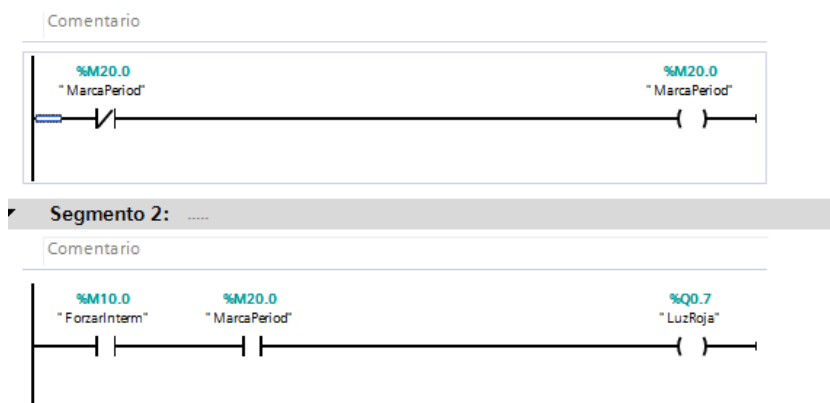 Comentario
%M20.0 %M20.0
"MarcaPeriod" "MarcaPeriod"
Segmento 2: .....
Comentario
%M10.0 %M20.0 %Q0.7
"ForzarInterm" "MarcaPeriod" "LuzRoja"